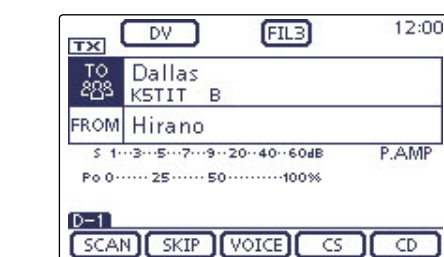 DV FIL3 12:00
TX
TO Dallas
K5TIT B
FROM Hirano
S 1···3···5···7···9··20··40··60dB P.AMP
Po 0······25······50··········100%
D-1
SCAN SKIP VOICE CS CD